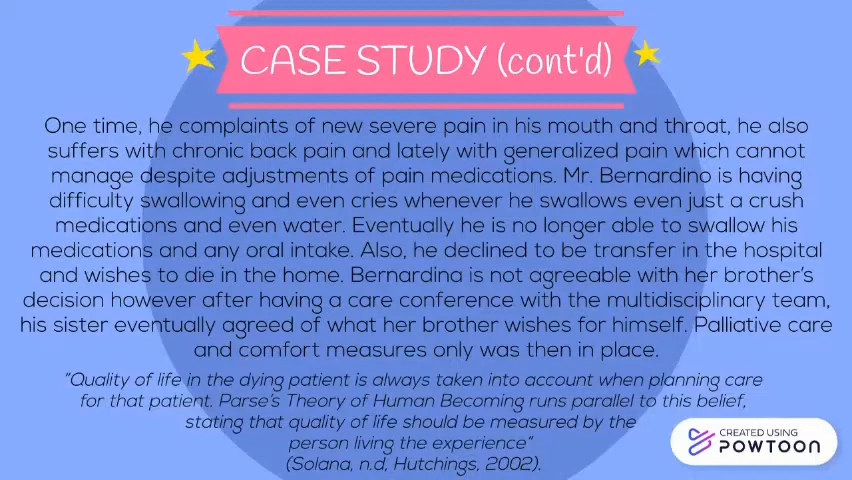 CASE STUDY (cont'd)
One time, he complaints of new severe pain in his mouth and throat, he also
suffers with chronic back pain and lately with generalized pain which cannot
manage despite adjustments of pain medications. Mr. Bernardino is having
difficulty swallowing and even cries whenever he swallows even just a crush
medications and even water. Eventually he is no longer able to swallow his
medications and any oral intake. Also, he declined to be transfer in the hospital
and wishes to die in the home. Bernardina is not agreeable with her brother's
decision however after having a care conference with the multidisciplinary team,
his sister eventually agreed of what her brother wishes for himself. Palliative care
and comfort measures only was then in place.
"Quality of life in the dying patient is always taken into account when planning care
for that patient. Parse's Theory of Human Becoming runs parallel to this belief,
stating that quality of life should be measured by the
person living the experience"
(Solana, n.d, Hutchings, 2002).
CREATED USING
POWTOON